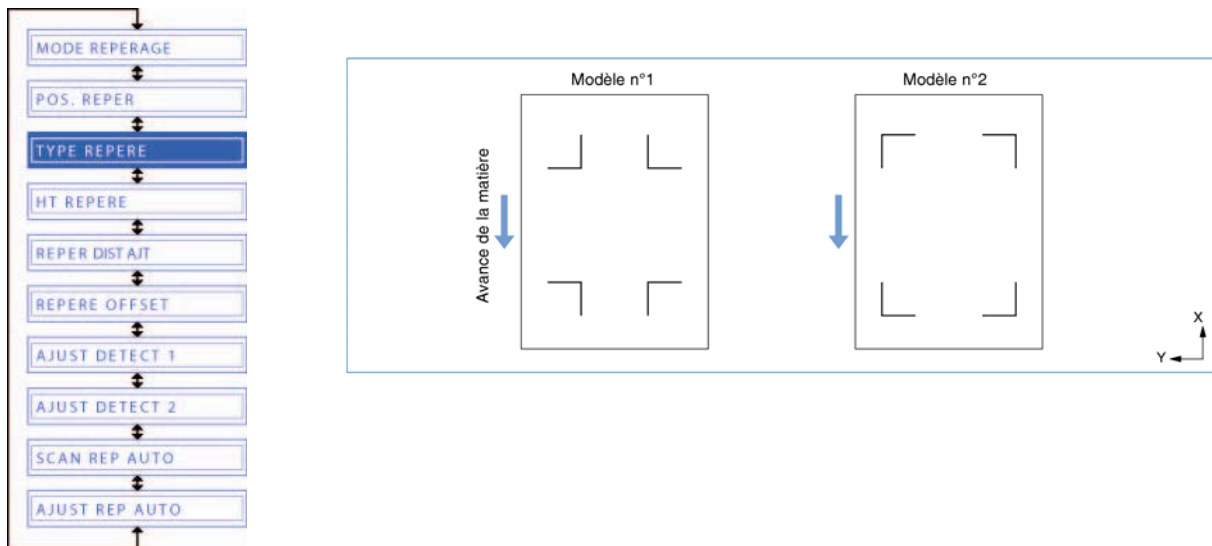 MODE REPERAGE
POS. REPER
TYPE REPERE
HT REPERE
REPER DIST AJT
REPERE OFFSET
AJUST DETECT 1
AJUST DETECT 2
SCAN REP AUTO
AJUST REP AUTO
Modèle n°1
Modèle n°2
Avance de la matière
X
Y